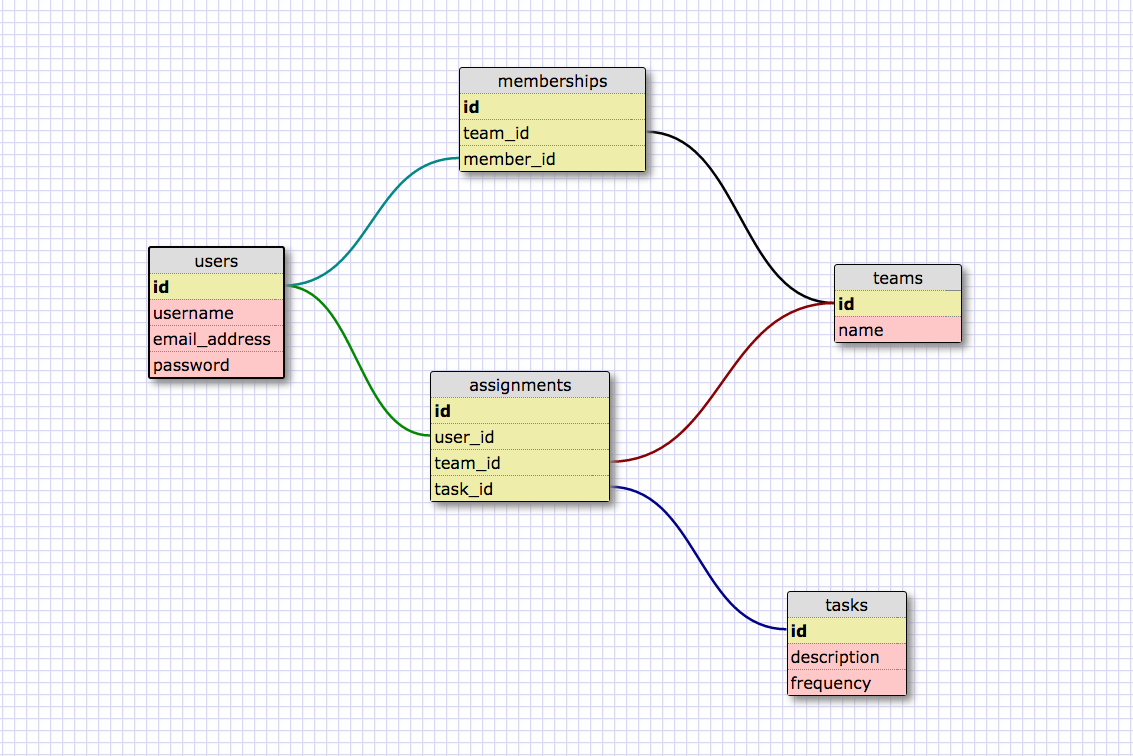 memberships
id
team_id
member_id
users
id
username
email_address
password
teams
id
name
assignments
id
user_id
team_id
task_id
tasks
id
description
frequency